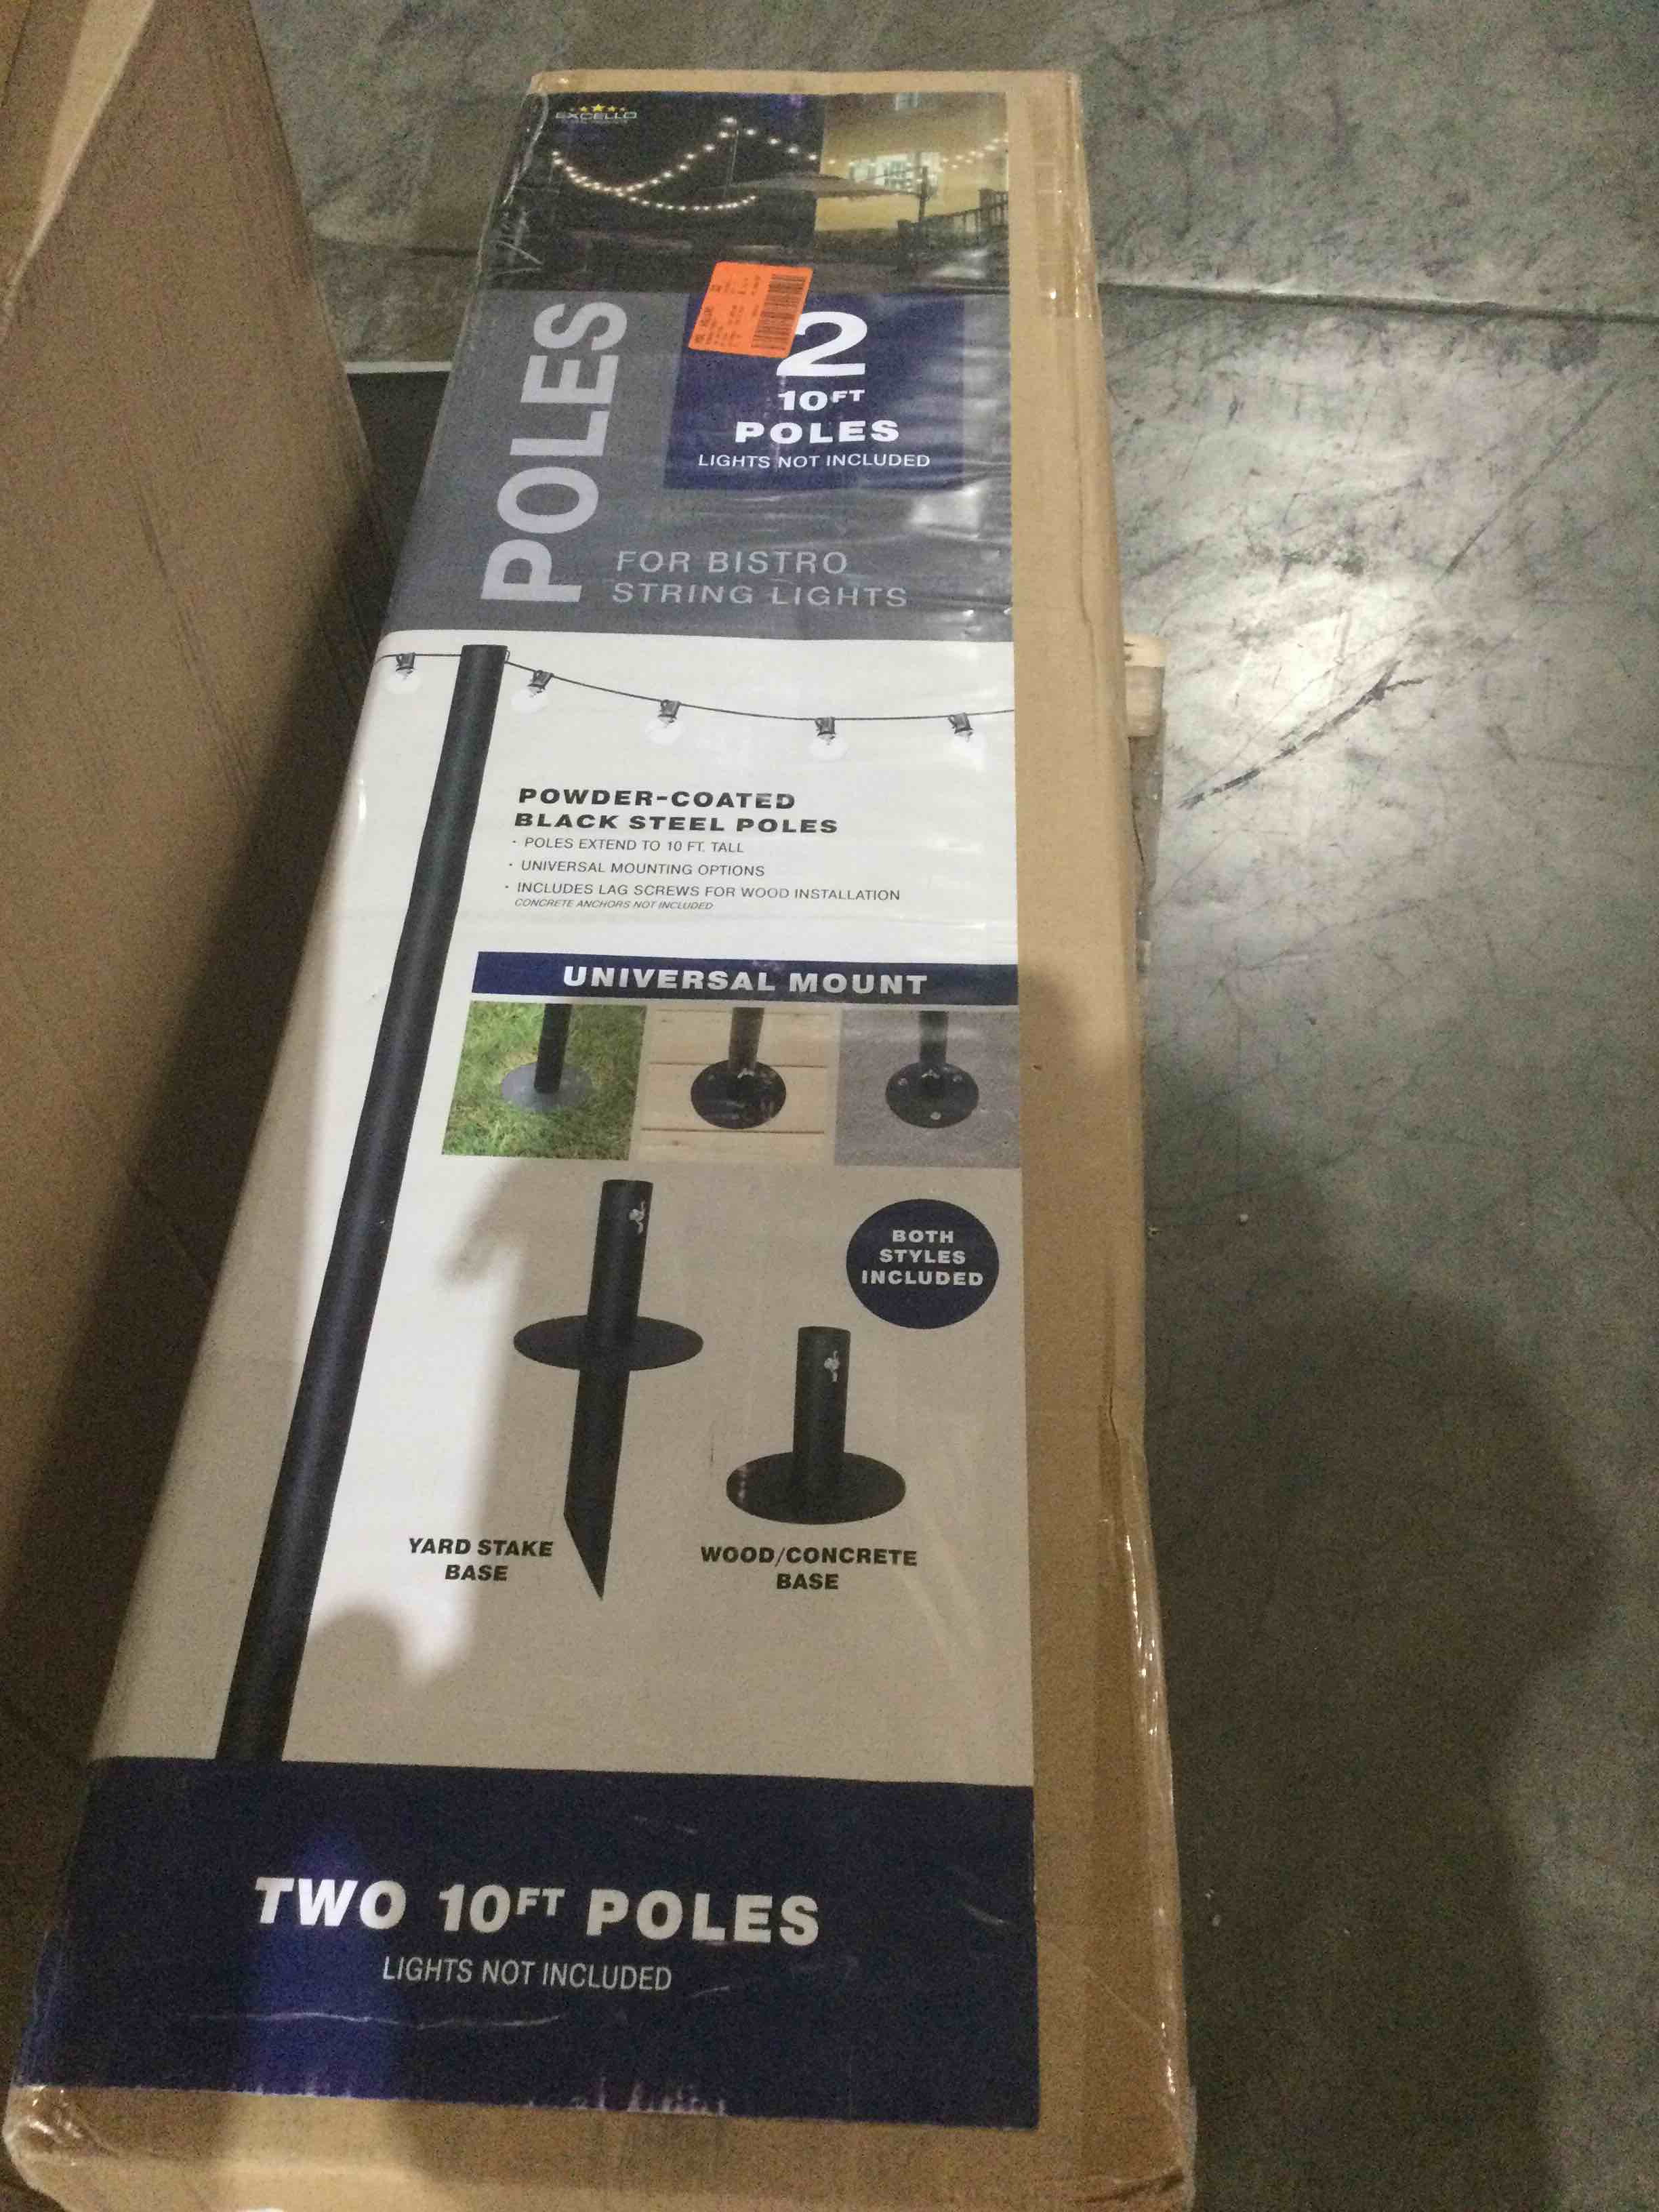 EXCELLO
POLES
2
10FT
POLES
LIGHTS NOT INCLUDED
FOR BISTRO
STRING LIGHTS
POWDER-COATED
BLACK STEEL POLES
· POLES EXTEND TO 10 FT. TALL
· UNIVERSAL MOUNTING OPTIONS
· INCLUDES LAG SCREWS FOR WOOD INSTALLATION
CONCRETE ANCHORS NOT INCLUDED
UNIVERSAL MOUNT
BOTH
STYLES
INCLUDED
YARD STAKE
BASE
WOOD/CONCRETE
BASE
TWO 10FT POLES
LIGHTS NOT INCLUDED